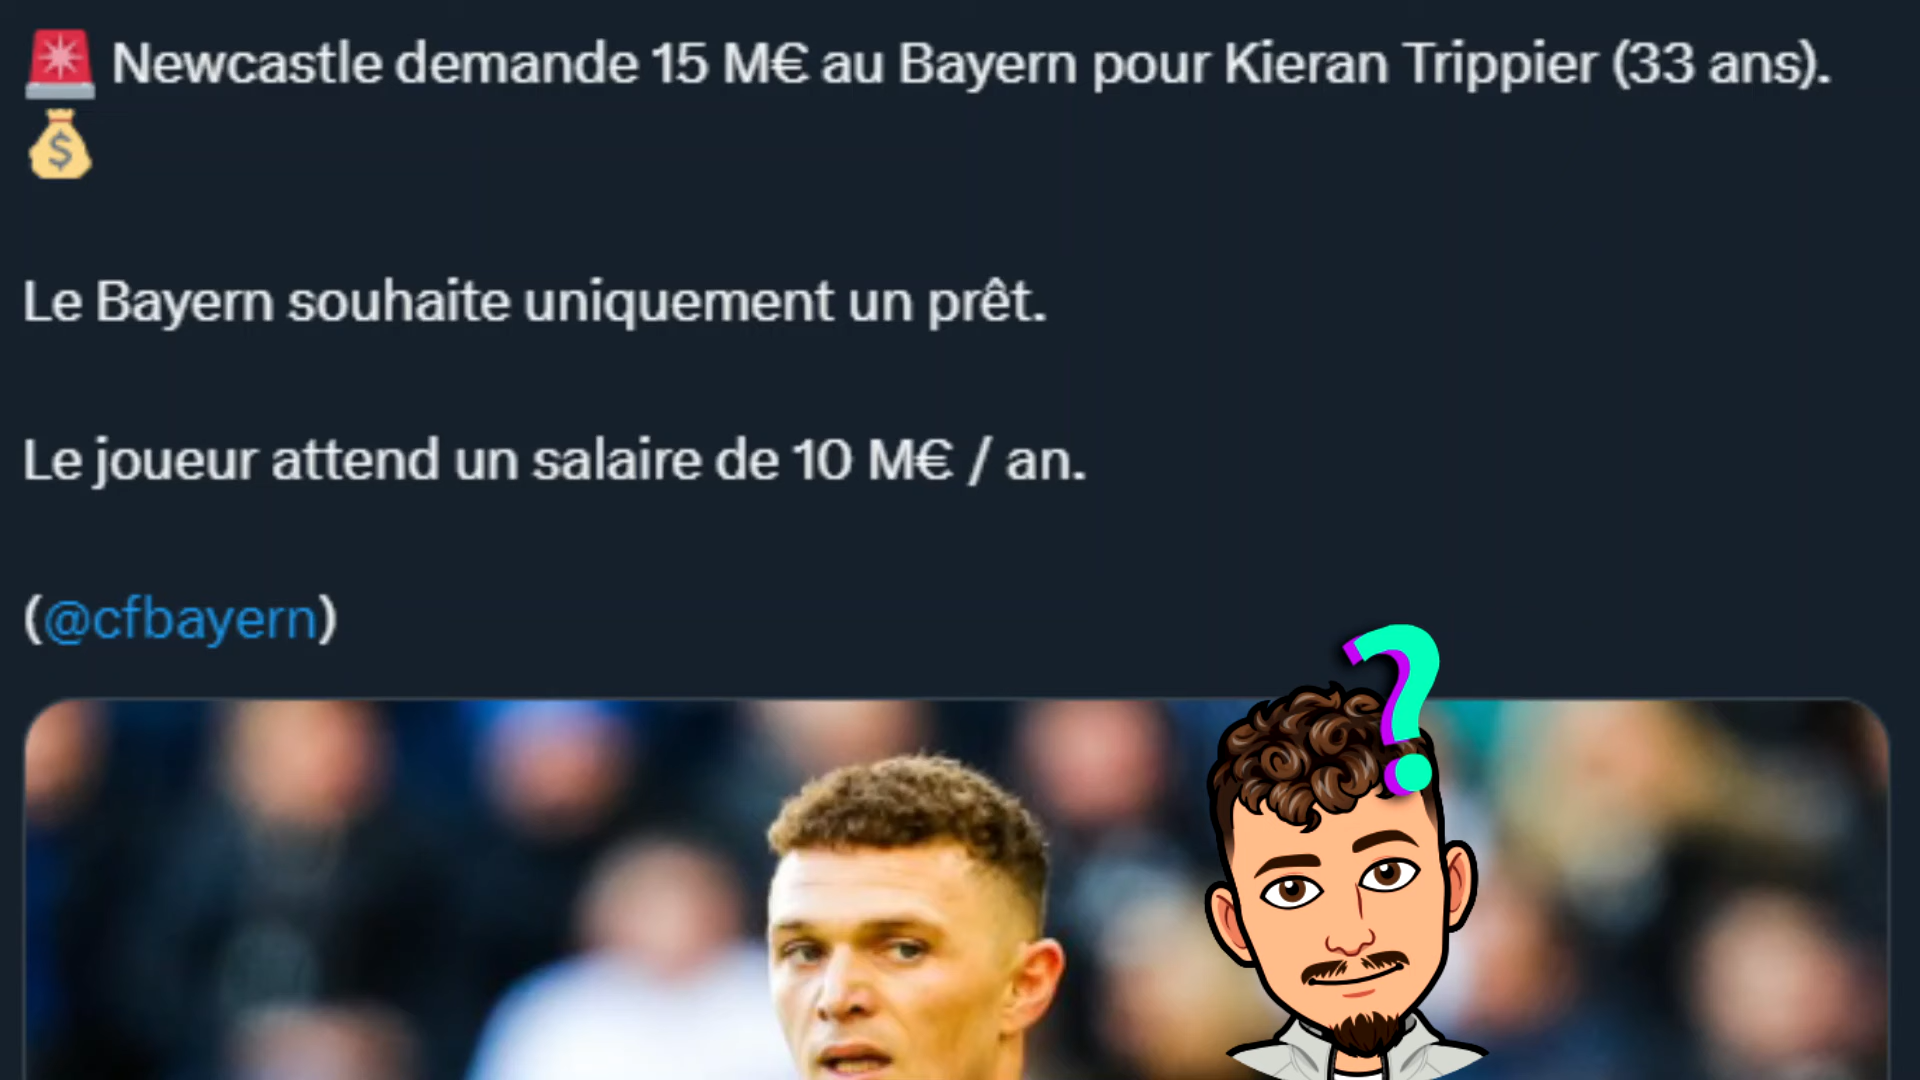 🚨 Newcastle demande 15 M€ au Bayern pour Kieran Trippier (33 ans).
💰
Le Bayern souhaite uniquement un prêt.
Le joueur attend un salaire de 10 M€ / an.
(@cfbayern)
?